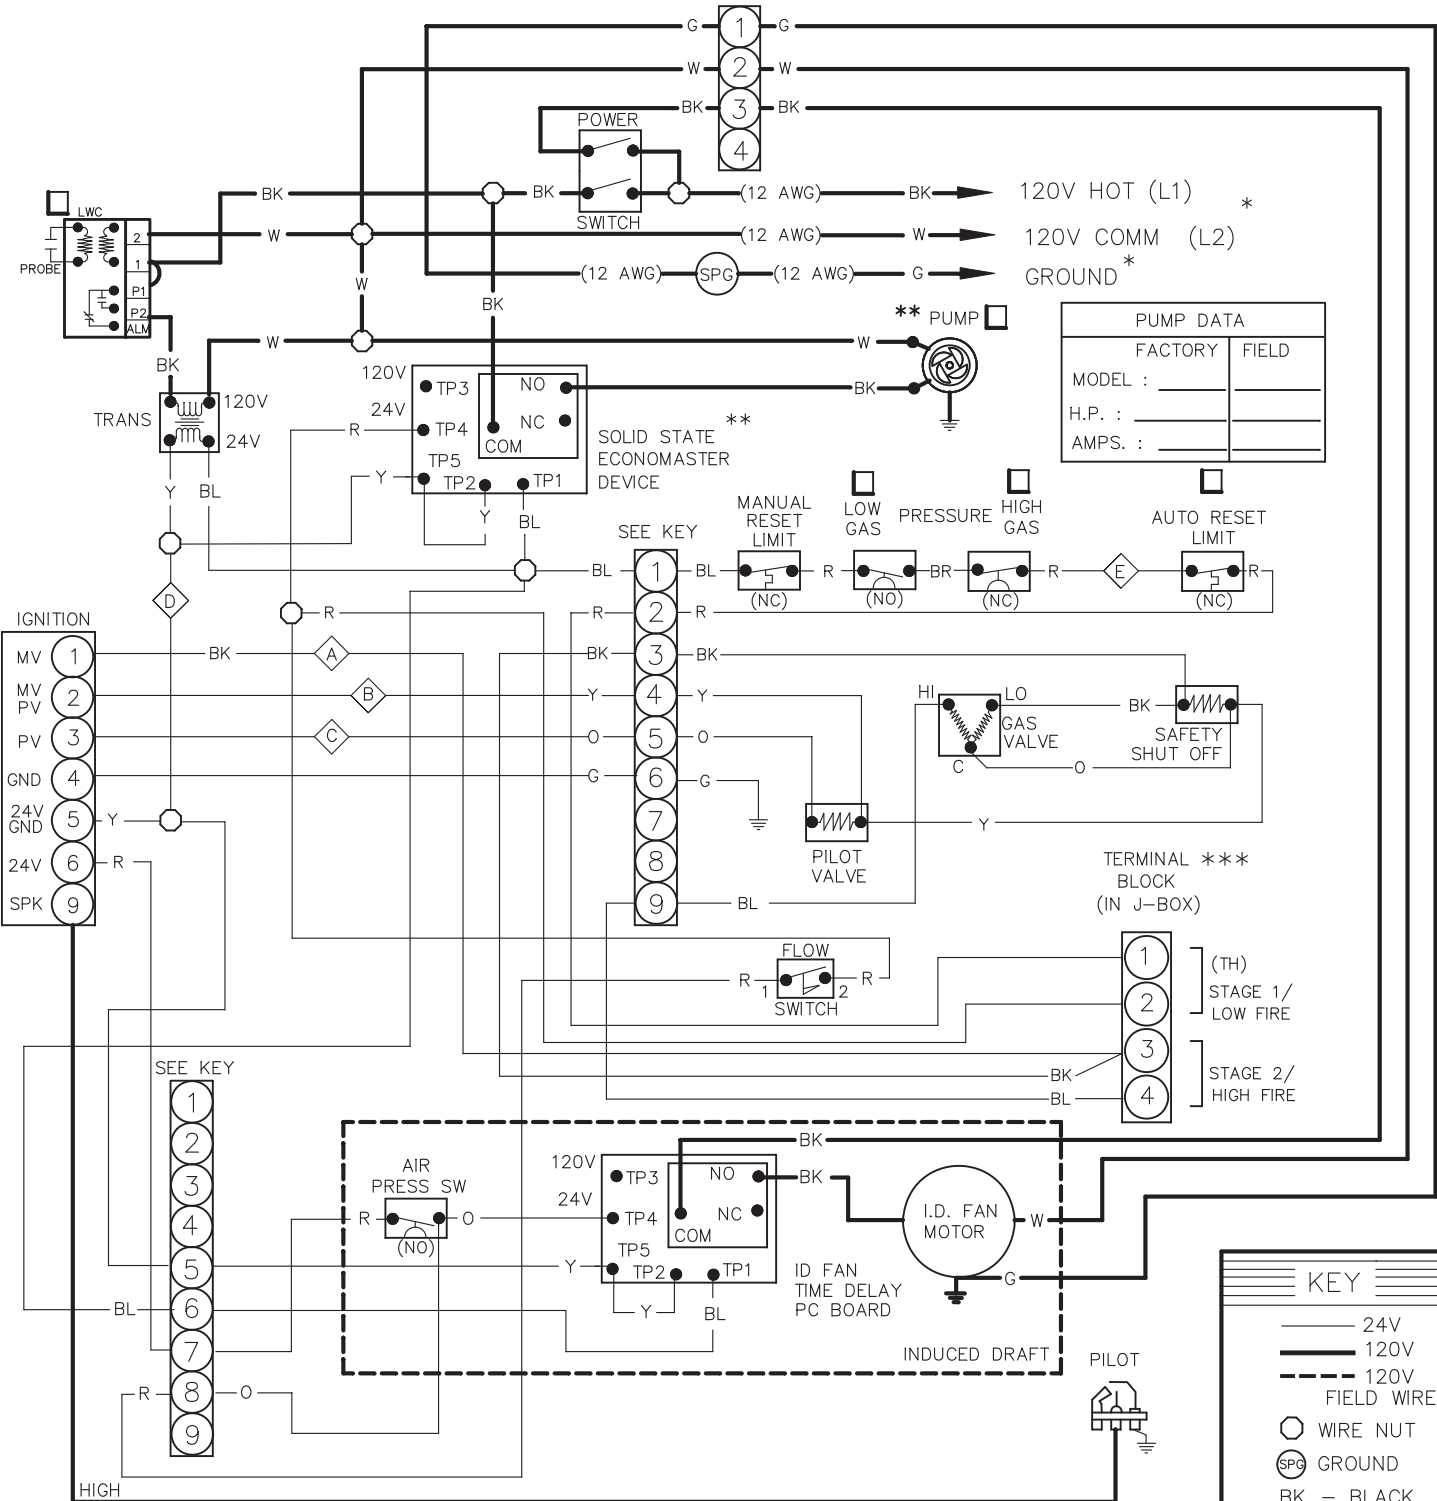 G 1 G
W 2 W
BK 3 BK
4
POWER
SWITCH
BK BK (12 AWG) BK 120V HOT (L1)
*
W (12 AWG) W 120V COMM (L2)
(12 AWG) SPG (12 AWG) G GROUND *
LWC
PROBE
2
1
P1
P2
ALM
W
BK
** PUMP
W W
BK
BK
PUMP DATA
FACTORY FIELD
MODEL :
H.P. :
AMPS. :
TRANS
120V
24V
Y BL
120V TP3
24V TP4
R
TP5
Y
TP2 TP1
NO
NC
COM
Y BL
SOLID STATE **
ECONOMASTER
DEVICE
SEE KEY
MANUAL
RESET
LIMIT
(NC)
LOW
GAS
(NO)
PRESSURE
HIGH
GAS
(NC)
AUTO RESET
LIMIT
(NC)
BL 1 BL R BR R E R
R R 2 R
BK 3 BK
Y 4 Y
O 5 O
G 6 G
7
8
9 BL
D
IGNITION
MV 1 BK A
MV
PV 2 B
PV 3 C
GND 4
24V
GND 5 Y
24V 6 R
SPK 9
HI LO
GAS
VALVE
C
BK
SAFETY
SHUT OFF
O
Y
PILOT
VALVE
TERMINAL ***
BLOCK
(IN J-BOX)
1
2
3
4
(TH)
STAGE 1/
LOW FIRE
STAGE 2/
HIGH FIRE
BK
BL
FLOW
R 1 2 R
SWITCH
SEE KEY
1
2
3
4
5
BL 6
7
R 8 O
9
AIR
PRESS SW
R O
(NO)
120V TP3
24V TP4
TP5
Y
TP2 TP1
Y BL
NO
NC
COM
BK
BK
I.D. FAN
MOTOR
W
G
ID FAN
TIME DELAY
PC BOARD
INDUCED DRAFT
PILOT
HIGH
KEY
24V
120V
120V
FIELD WIRE
WIRE NUT
SPG GROUND
BK – BLACK